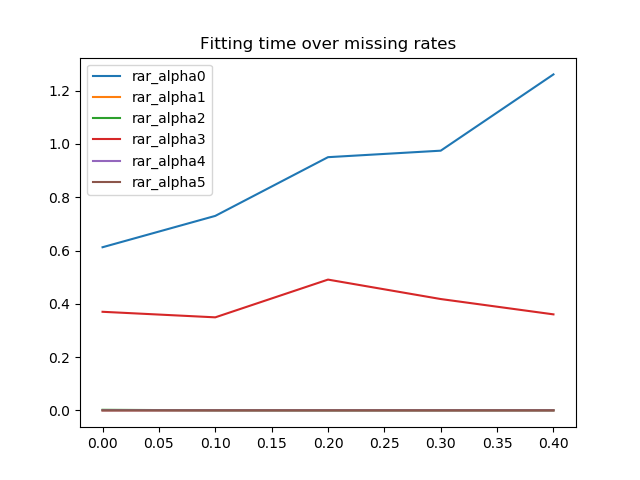 Fitting time over missing rates
rar_alpha0
rar_alpha1
rar_alpha2
rar_alpha3
rar_alpha4
rar_alpha5
1.2
1.0
0.8
0.6
0.4
0.2
0.0
0.00 0.05 0.10 0.15 0.20 0.25 0.30 0.35 0.40